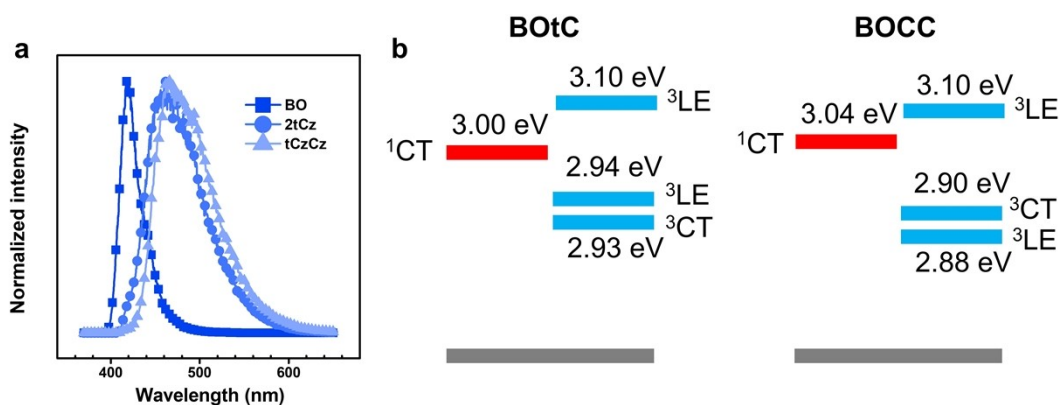 a
Normalized intensity
BO
2tCz
tCzCz
400
500
600
Wavelength (nm)
b
BOtC
3.10 eV
³LE
3.00 eV
¹CT
2.94 eV
³LE
³CT
2.93 eV
BOCC
3.10 eV
³LE
3.04 eV
¹CT
2.90 eV
³CT
³LE
2.88 eV